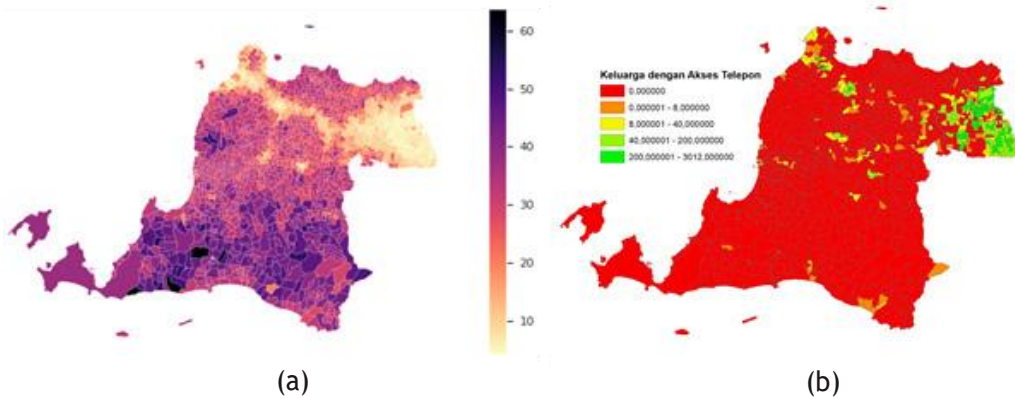 60
50
40
30
20
10
(a)
Keluarga dengan Akses Telepon
0,000000
0,000001 - 8,000000
8,000001 - 40,000000
40,000001 - 200,000000
200,000001 - 3012,000000
(b)